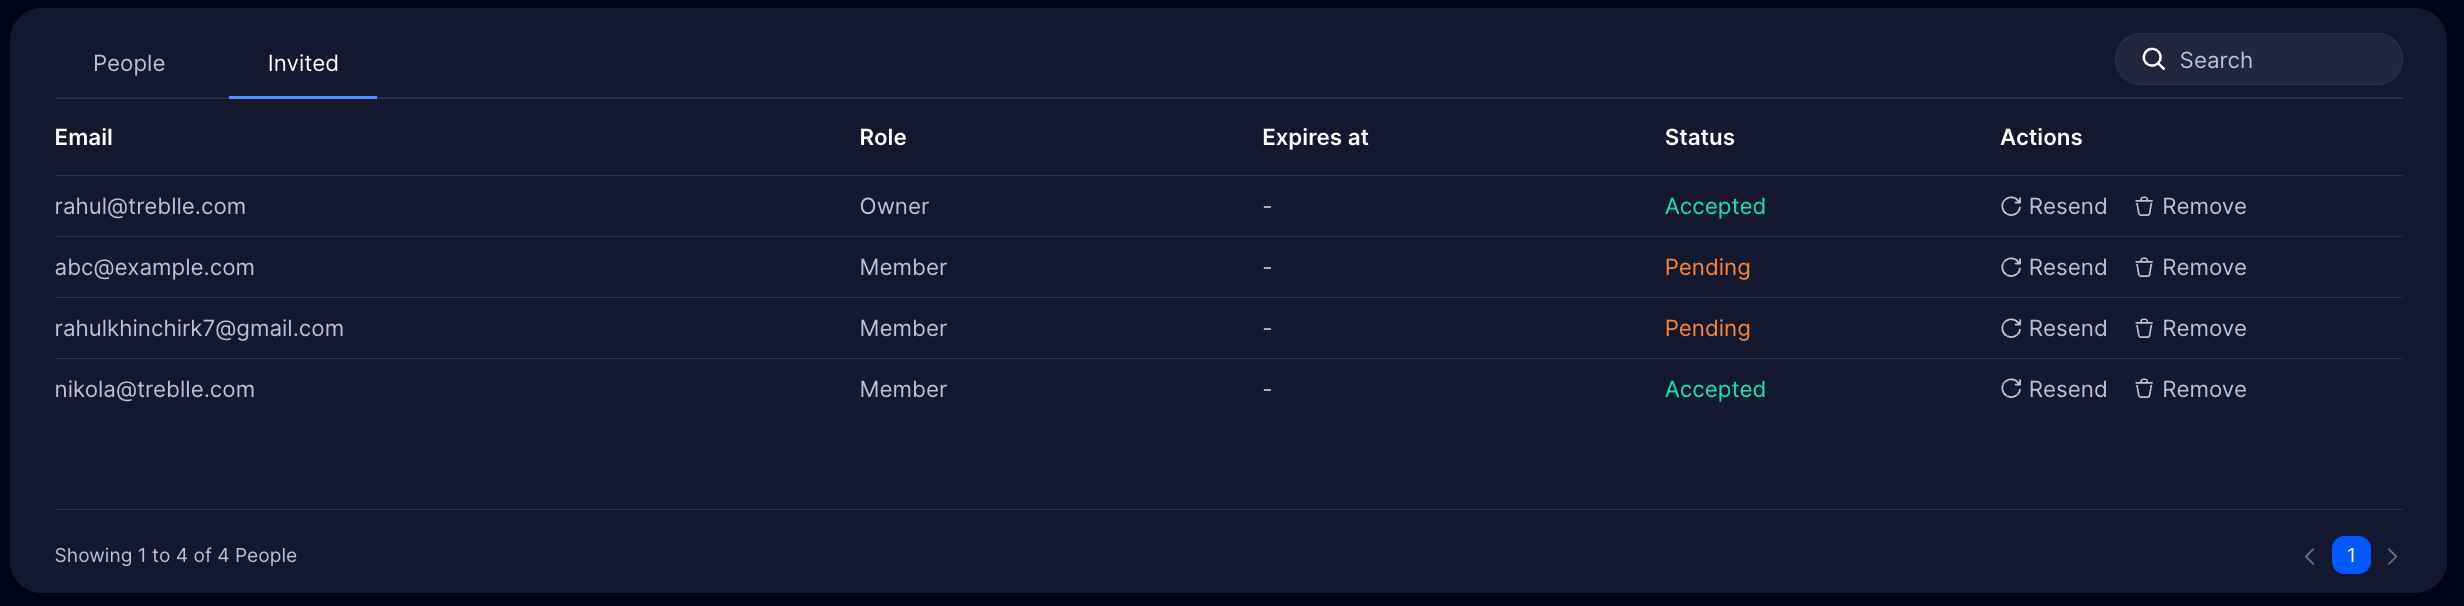 People Invited Search
Email Role Expires at Status Actions
rahul@treblle.com Owner - Accepted Resend Remove
abc@example.com Member - Pending Resend Remove
rahulkhinchirk7@gmail.com Member - Pending Resend Remove
nikola@treblle.com Member - Accepted Resend Remove
Showing 1 to 4 of 4 People 1